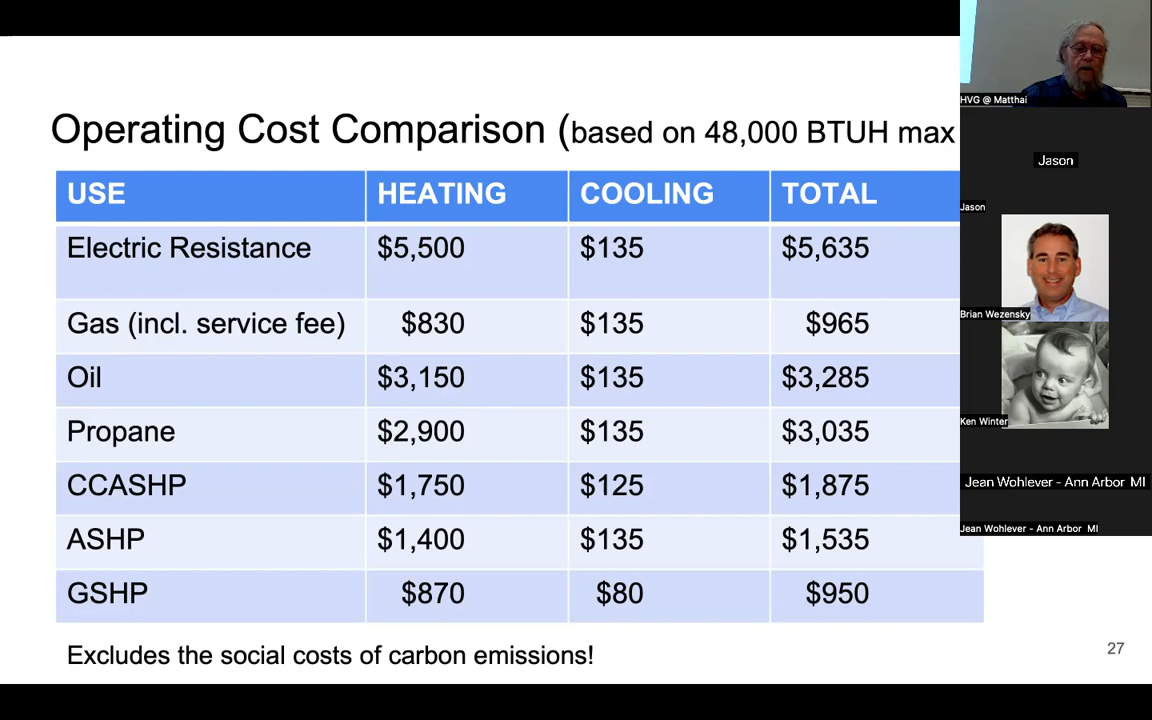 Operating Cost Comparison (based on 48,000 BTUH max
USE HEATING COOLING TOTAL
Electric Resistance $5,500 $135 $5,635
Gas (incl. service fee) $830 $135 $965
Oil $3,150 $135 $3,285
Propane $2,900 $135 $3,035
CCASHP $1,750 $125 $1,875
ASHP $1,400 $135 $1,535
GSHP $870 $80 $950
Excludes the social costs of carbon emissions!
27
HVG @ Matthai
Jason
Jason
Brian Wezensky
Ken Winter
Jean Wohlever - Ann Arbor MI
Jean Wohlever - Ann Arbor MI